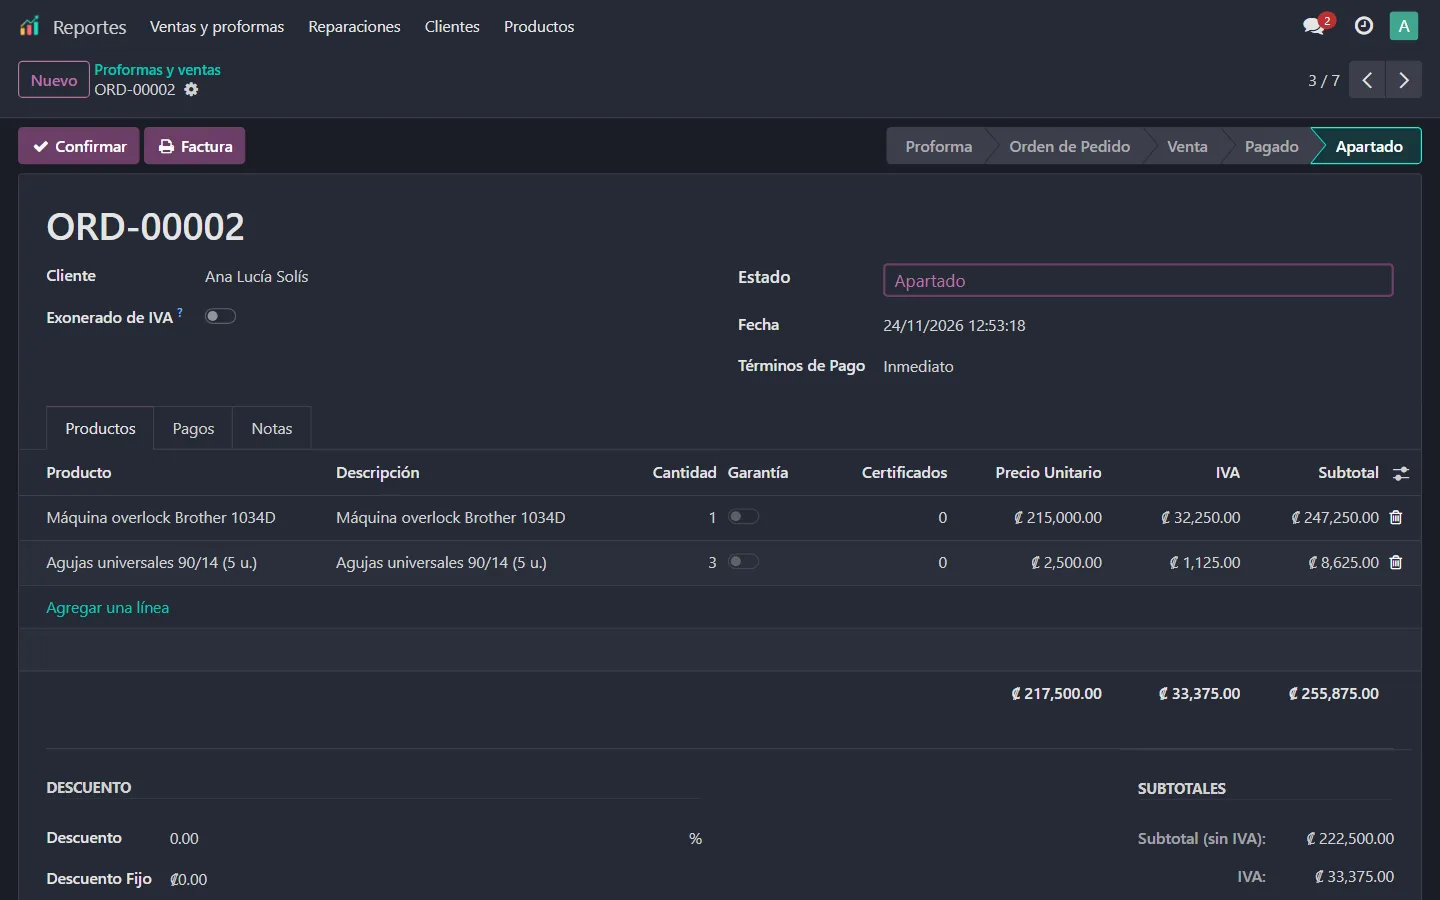 Reportes Ventas y proformas Reparaciones Clientes Productos 2 A
Nuevo Proformas y ventas
ORD-00002 3 / 7
Confirmar Factura Proforma Orden de Pedido Venta Pagado Apartado
ORD-00002
Cliente Ana Lucía Solís Estado Apartado
Exonerado de IVA ? Fecha 24/11/2026 12:53:18
Términos de Pago Inmediato
Productos Pagos Notas
Producto Descripción Cantidad Garantía Certificados Precio Unitario IVA Subtotal
Máquina overlock Brother 1034D Máquina overlock Brother 1034D 1 0 ₡ 215,000.00 ₡ 32,250.00 ₡ 247,250.00
Agujas universales 90/14 (5 u.) Agujas universales 90/14 (5 u.) 3 0 ₡ 2,500.00 ₡ 1,125.00 ₡ 8,625.00
Agregar una línea
₡ 217,500.00 ₡ 33,375.00 ₡ 255,875.00
DESCUENTO SUBTOTALES
Descuento 0.00 % Subtotal (sin IVA): ₡ 222,500.00
Descuento Fijo ₡0.00 IVA: ₡ 33,375.00